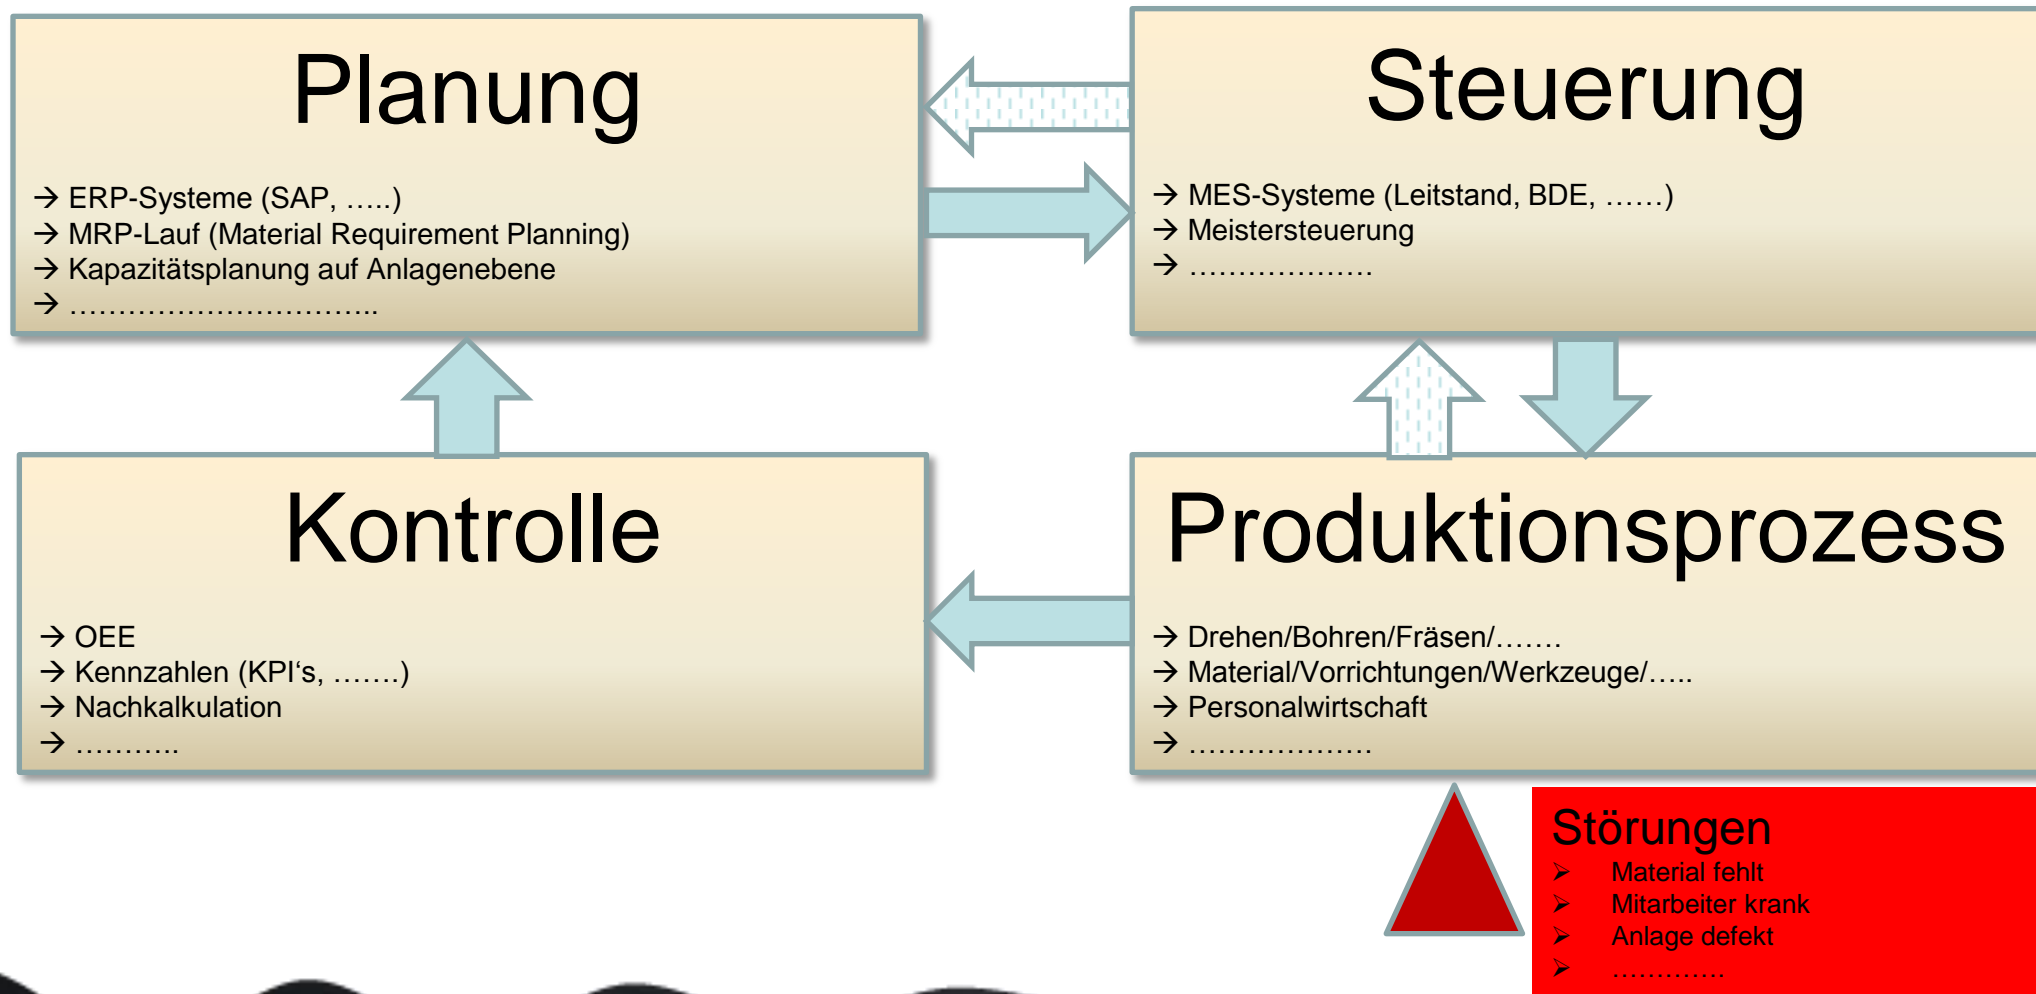 Planung
→ ERP-Systeme (SAP, …..)
→ MRP-Lauf (Material Requirement Planning)
→ Kapazitätsplanung auf Anlagenebene
→ …………………………..
Steuerung
→ MES-Systeme (Leitstand, BDE, ……)
→ Meistersteuerung
→ ……………….
Kontrolle
→ OEE
→ Kennzahlen (KPI‘s, …….)
→ Nachkalkulation
→ ………..
Produktionsprozess
→ Drehen/Bohren/Fräsen/…….
→ Material/Vorrichtungen/Werkzeuge/…..
→ Personalwirtschaft
→ ……………….
Störungen
➢ Material fehlt
➢ Mitarbeiter krank
➢ Anlage defekt
➢ ………….